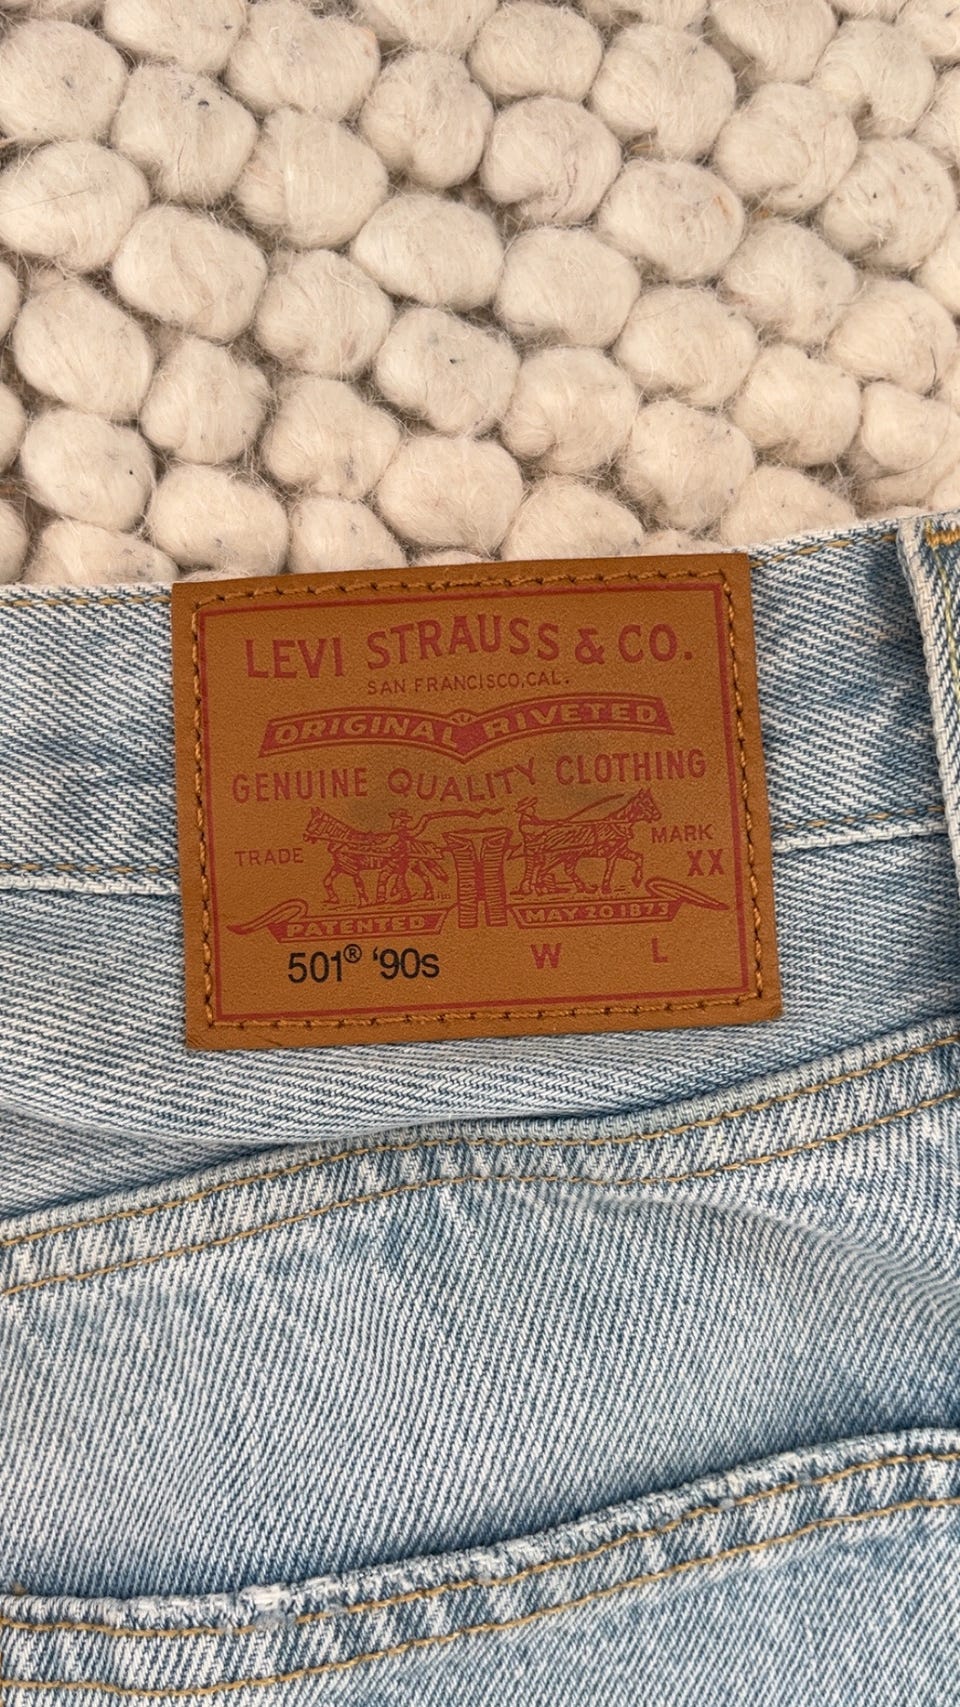 LEVI STRAUSS & CO.
SAN FRANCISCO, CAL.
ORIGINAL RIVETED
GENUINE QUALITY CLOTHING
TRADE MARK
XX
PATENTED MAY 20 1873
501® ‘90s W L